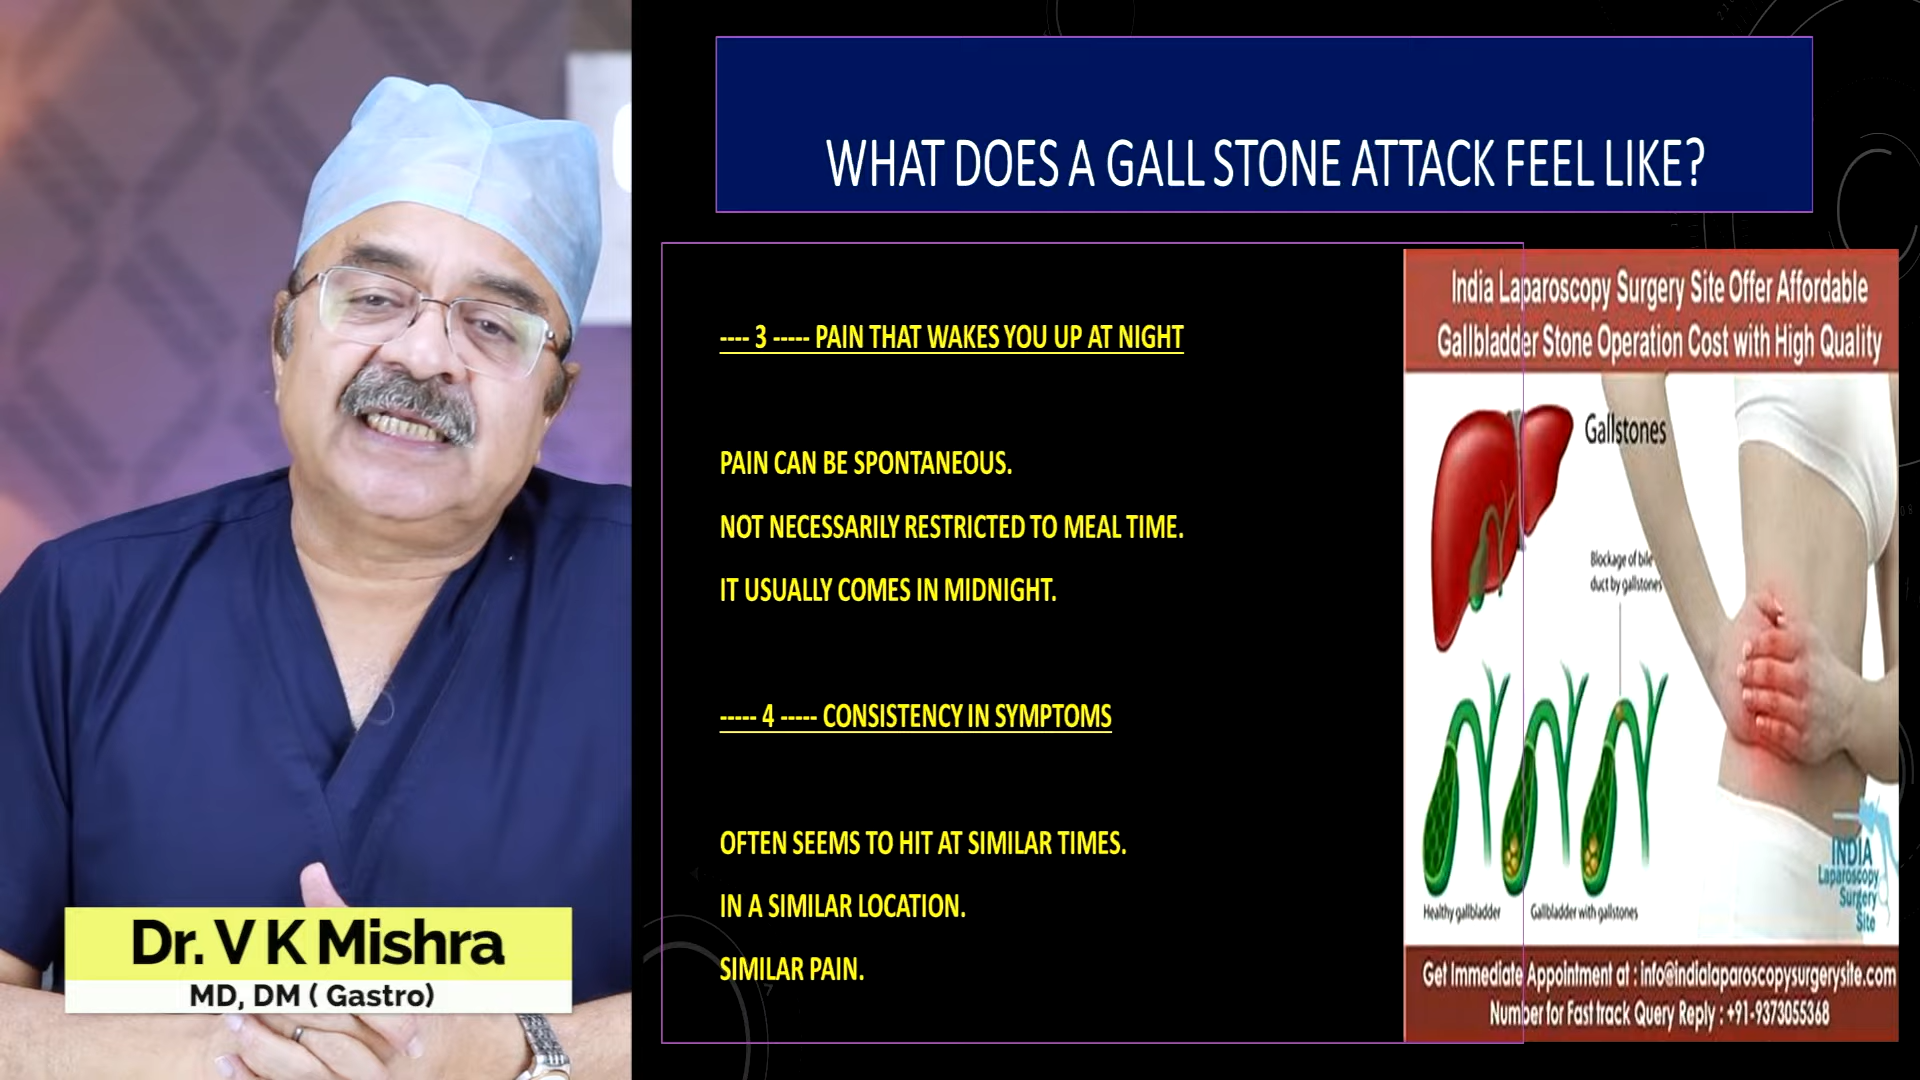 WHAT DOES A GALL STONE ATTACK FEEL LIKE?
---- 3 ----- PAIN THAT WAKES YOU UP AT NIGHT
PAIN CAN BE SPONTANEOUS.
NOT NECESSARILY RESTRICTED TO MEAL TIME.
IT USUALLY COMES IN MIDNIGHT.
----- 4 ----- CONSISTENCY IN SYMPTOMS
OFTEN SEEMS TO HIT AT SIMILAR TIMES.
IN A SIMILAR LOCATION.
SIMILAR PAIN.
India Laparoscopy Surgery Site Offer Affordable
Gallbladder Stone Operation Cost with High Quality
Gallstones
Blockage of bile
duct by gallstones
Healthy gallbladder
Gallbladder with gallstones
INDIA
Laparoscopy
Surgery
Site
Get Immediate Appointment at : info@indialaparoscopysurgerysite.com
Number for Fast track Query Reply : +91-9373055368
Dr. V K Mishra
MD, DM ( Gastro)